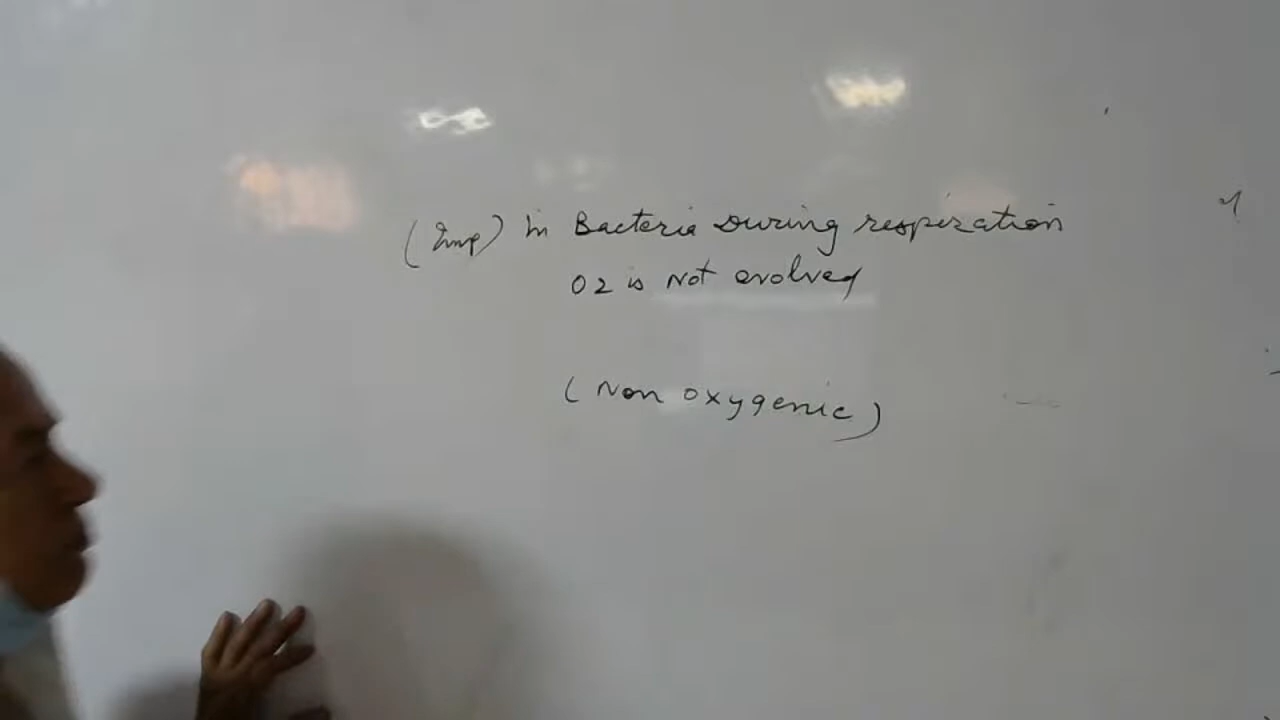 (Imp) In Bacteria During respiration
O2 is Not evolved
(Non oxygenic)